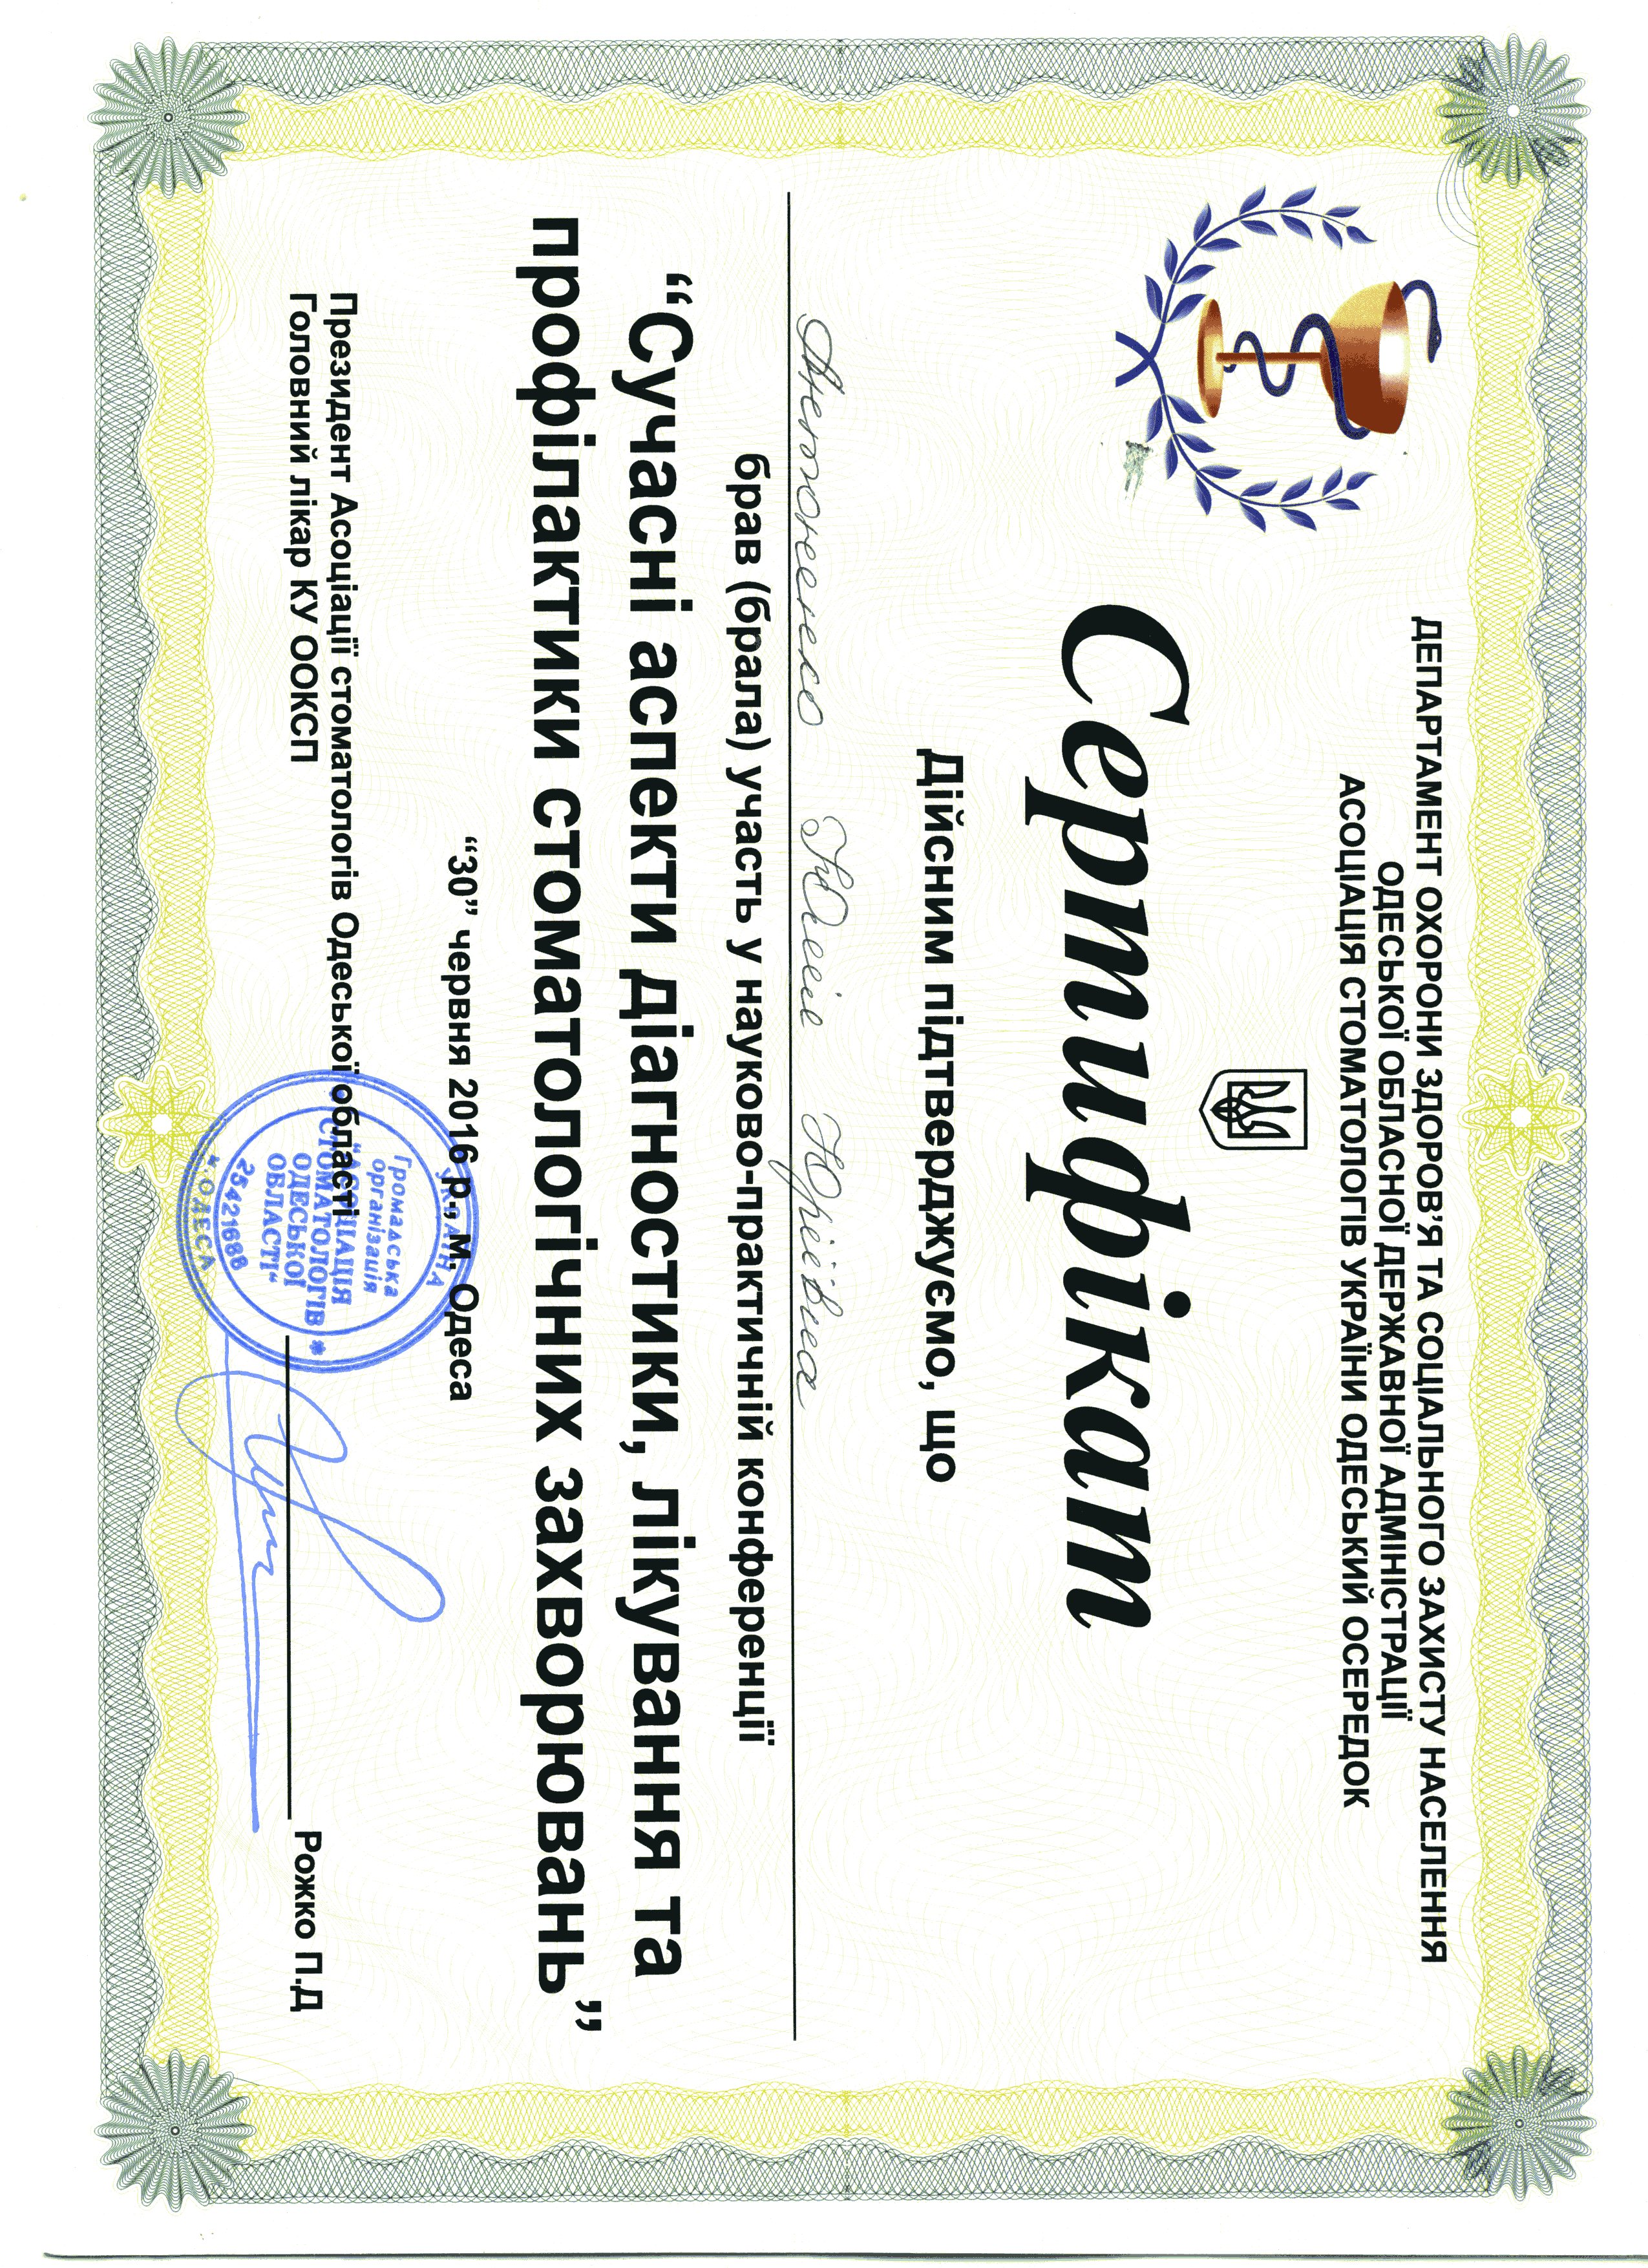 ДЕПАРТАМЕНТ ОХОРОНИ ЗДОРОВ’Я ТА СОЦІАЛЬНОГО ЗАХИСТУ НАСЕЛЕННЯ
ОДЕСЬКОЇ ОБЛАСНОЇ ДЕРЖАВНОЇ АДМІНІСТРАЦІЇ
АСОЦІАЦІЯ СТОМАТОЛОГІВ УКРАЇНИ ОДЕСЬКИЙ ОСЕРЕДОК
Сертифікат
Дійсним підтверджуємо, що
Антоненко Юлія Юріївна
брав (брала) участь у науково-практичній конференції
“Сучасні аспекти діагностики, лікування та
профілактики стоматологічних захворювань”
“30” червня 2016 р., м. Одеса
Президент Асоціації стоматологів Одеської області
Головний лікар КУ ООКСП
Рожко П.Д
УКРАЇНА
Громадська
організація
“АСОЦІАЦІЯ
СТОМАТОЛОГІВ
ОДЕСЬКОЇ
ОБЛАСТІ“
25421688
м. ОДЕСА